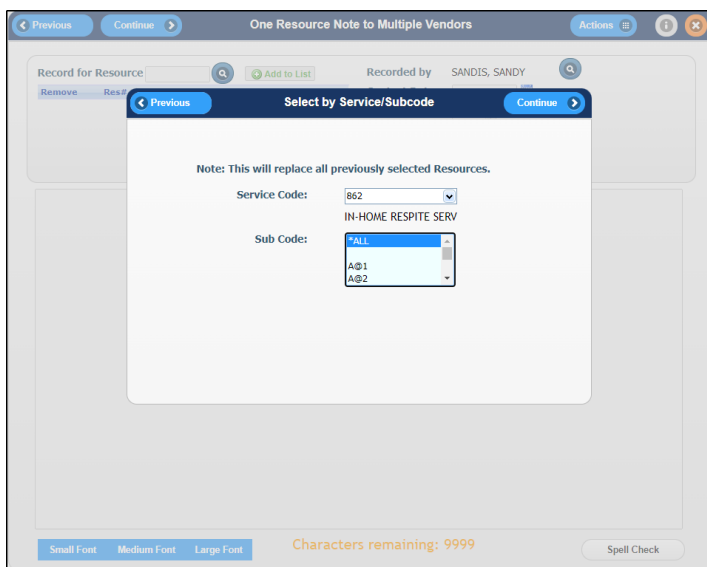 Previous
Continue
One Resource Note to Multiple Vendors
Actions
Record for Resource
Add to List
Recorded by
SANDIS, SANDY
Remove
Res#
Previous
Select by Service/Subcode
Continue
Note: This will replace all previously selected Resources.
Service Code:
862
IN-HOME RESPITE SERV
Sub Code:
*ALL
A@1
A@2
Small Font
Medium Font
Large Font
Characters remaining: 9999
Spell Check